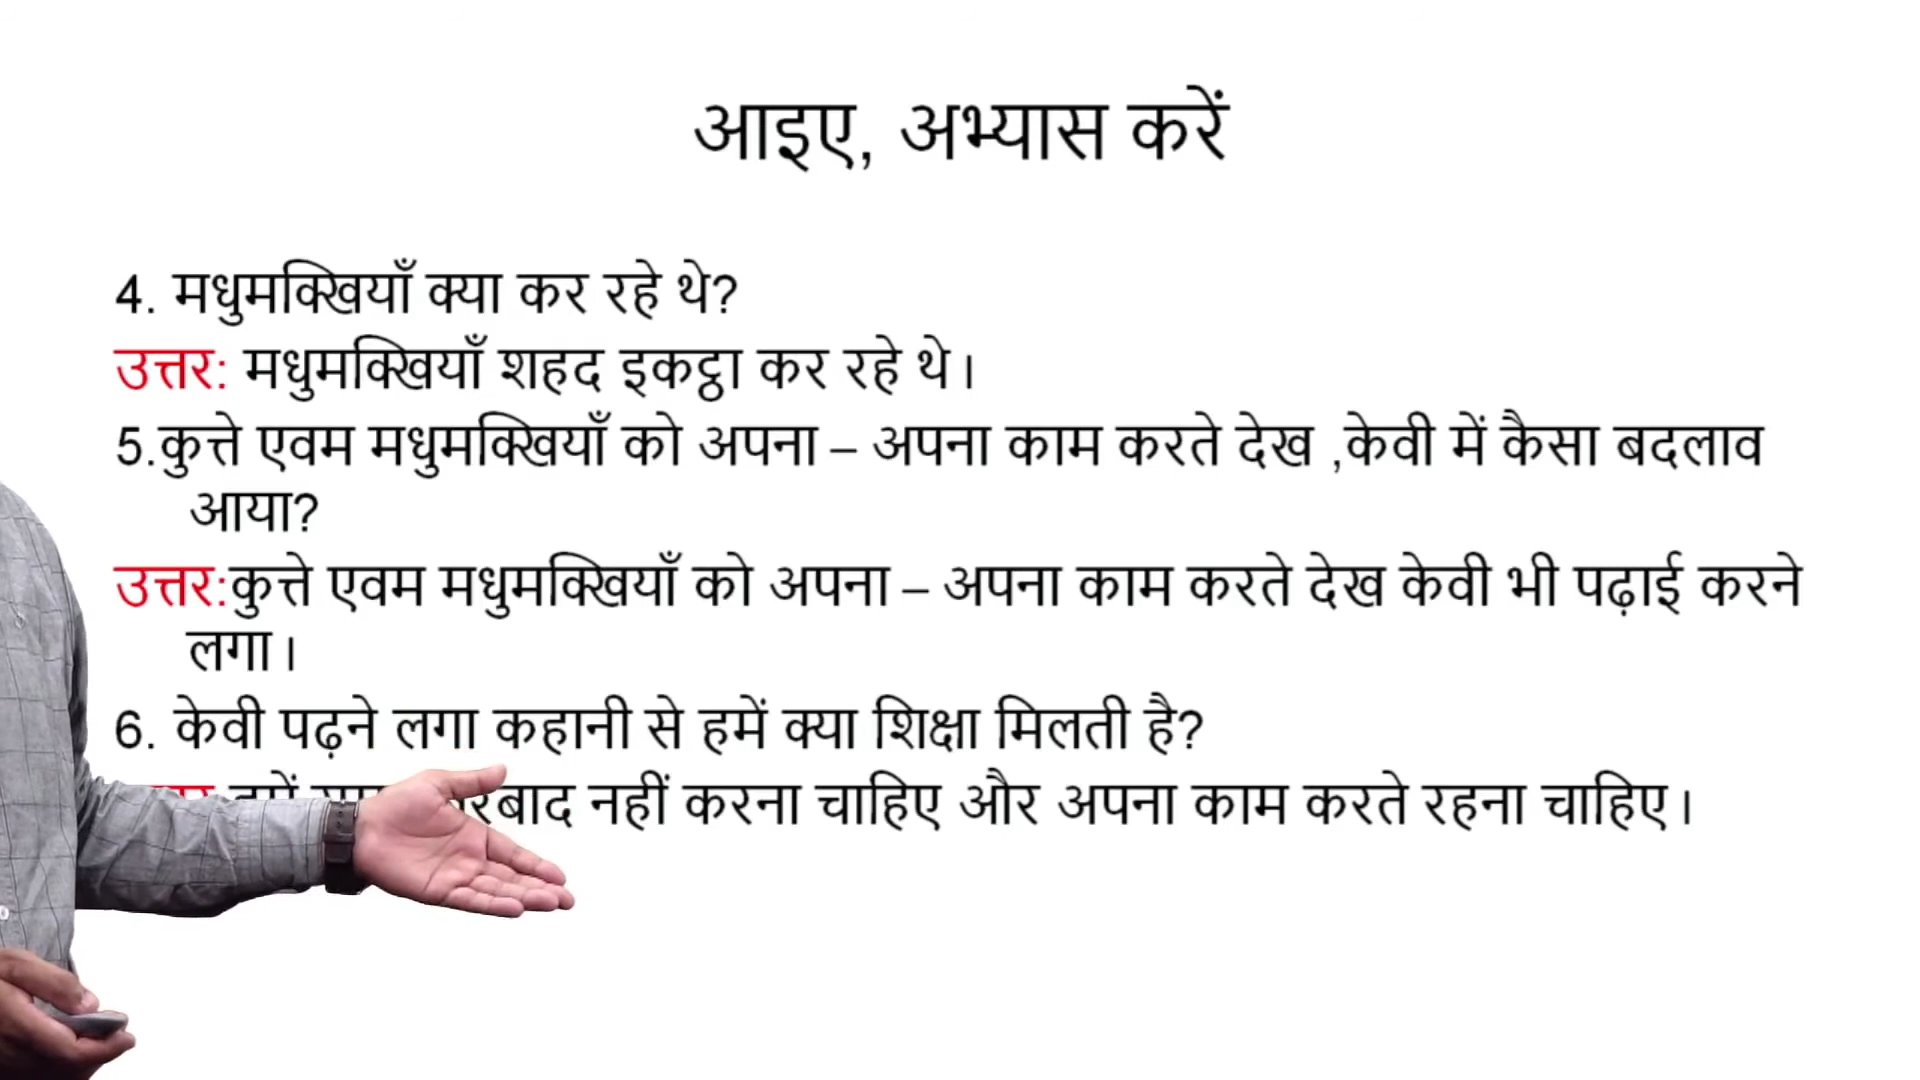 आइए, अभ्यास करें
4. मधुमक्खियाँ क्या कर रहे थे?
उत्तर: मधुमक्खियाँ शहद इकट्ठा कर रहे थे।
5.कुत्ते एवम मधुमक्खियाँ को अपना – अपना काम करते देख ,केवी में कैसा बदलाव
आया?
उत्तर:कुत्ते एवम मधुमक्खियाँ को अपना – अपना काम करते देख केवी भी पढ़ाई करने
लगा।
6. केवी पढ़ने लगा कहानी से हमें क्या शिक्षा मिलती है?
नहीं करना चाहिए और अपना काम करते रहना चाहिए।